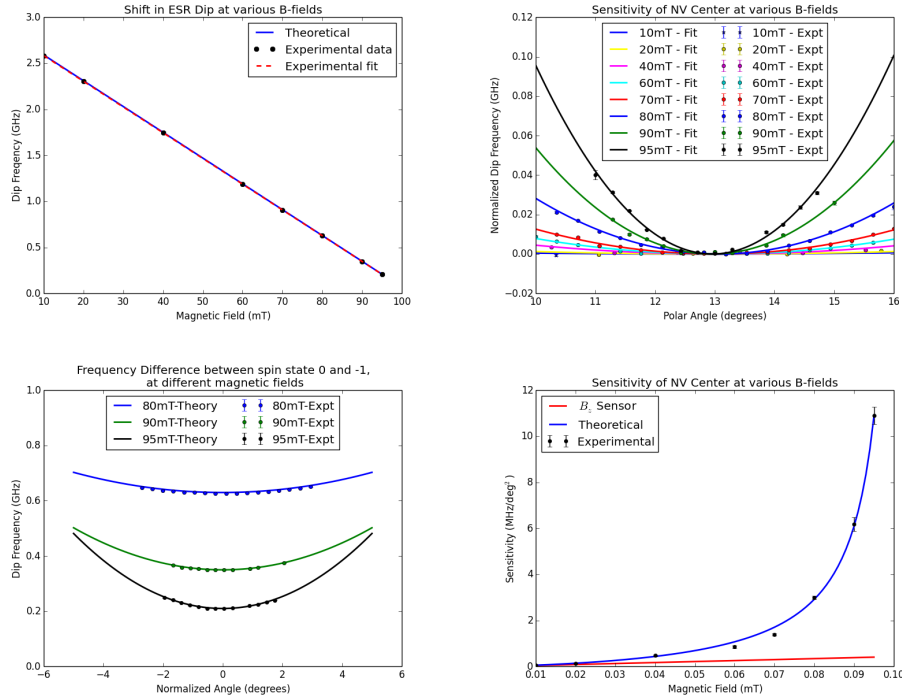 Shift in ESR Dip at various B-fields
Theoretical
Experimental data
Experimental fit
3.0
2.5
2.0
1.5
1.0
0.5
0.0
Dip Freqency (GHz)
10 20 30 40 50 60 70 80 90 100
Magnetic Field (mT)
Sensitivity of NV Center at various B-fields
10mT - Fit 10mT - Expt
20mT - Fit 20mT - Expt
40mT - Fit 40mT - Expt
60mT - Fit 60mT - Expt
70mT - Fit 70mT - Expt
80mT - Fit 80mT - Expt
90mT - Fit 90mT - Expt
95mT - Fit 95mT - Expt
0.12
0.10
0.08
0.06
0.04
0.02
0.00
−0.02
Normalized Dip Frequency (GHz)
10 11 12 13 14 15 16
Polar Angle (degrees)
Frequency Difference between spin state 0 and -1,
at different magnetic fields
80mT-Theory 80mT-Expt
90mT-Theory 90mT-Expt
95mT-Theory 95mT-Expt
1.0
0.8
0.6
0.4
0.2
0.0
Dip Frequency (GHz)
−6 −4 −2 0 2 4 6
Normalized Angle (degrees)
Sensitivity of NV Center at various B-fields
B_z Sensor
Theoretical
Experimental
12
10
8
6
4
2
0
Sensitivity (MHz/deg²)
0.01 0.02 0.03 0.04 0.05 0.06 0.07 0.08 0.09 0.10
Magnetic Field (mT)